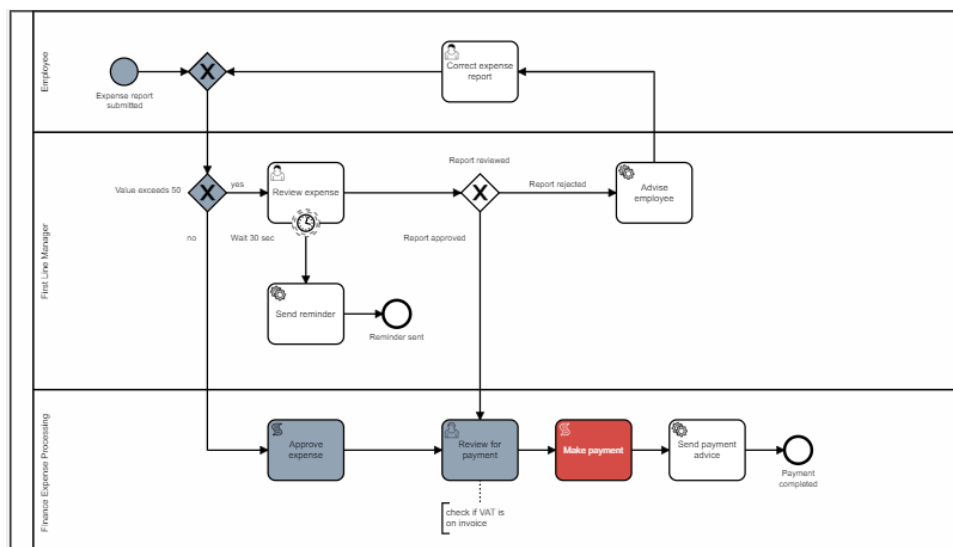 Employee
Expense report
submitted
Correct expense
report
First Line Manager
Value exceeds 50
yes
no
Review expense
Wait 30 sec
Send reminder
Reminder sent
Report reviewed
Report rejected
Report approved
Advise
employee
Finance Expense Processing
Approve
expense
Review for
payment
check if VAT is
on invoice
Make payment
Send payment
advice
Payment
completed